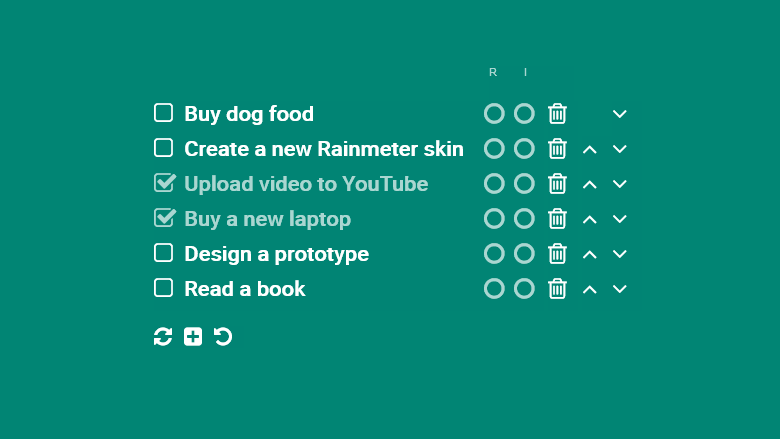 R I
Buy dog food
Create a new Rainmeter skin
Upload video to YouTube
Buy a new laptop
Design a prototype
Read a book